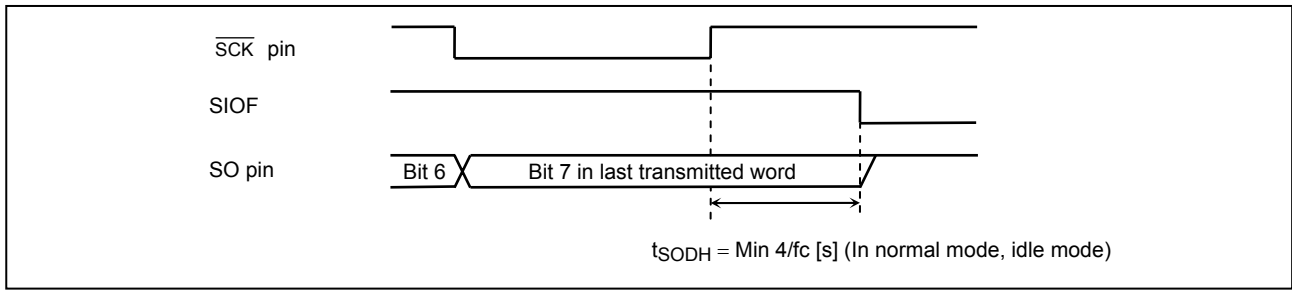 SCK pin
SIOF
SO pin
Bit 6
Bit 7 in last transmitted word
tSODH = Min 4/fc [s] (In normal mode, idle mode)